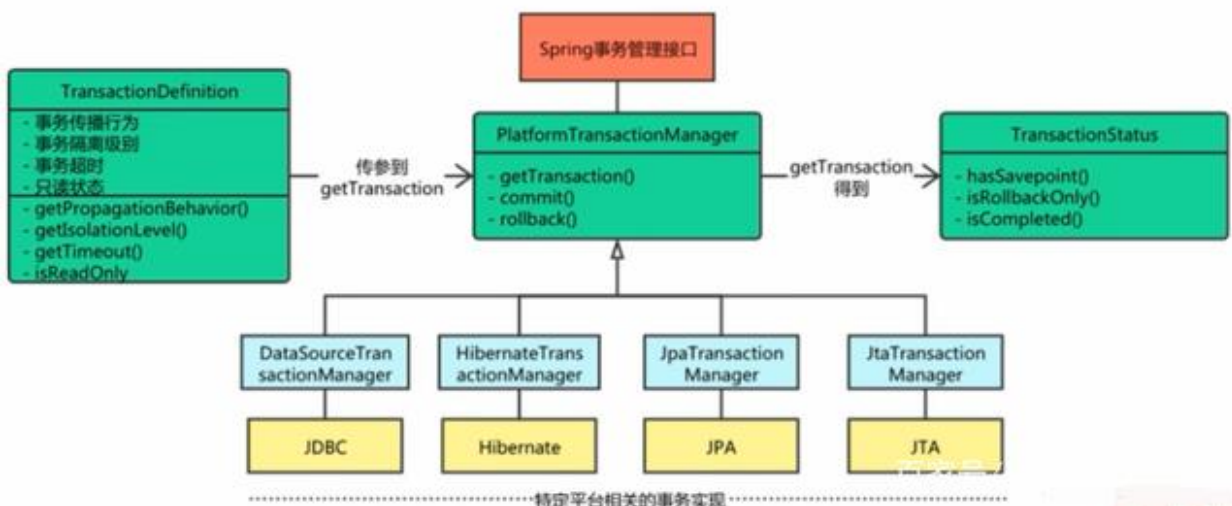 Spring事务管理接口
TransactionDefinition
- 事务传播行为
- 事务隔离级别
- 事务超时
- 只读状态
- getPropagationBehavior()
- getIsolationLevel()
- getTimeout()
- isReadOnly
传参到
getTransaction
PlatformTransactionManager
- getTransaction()
- commit()
- rollback()
getTransaction
得到
TransactionStatus
- hasSavepoint()
- isRollbackOnly()
- isCompleted()
DataSourceTran
sactionManager
HibernateTrans
actionManager
JpaTransaction
Manager
JtaTransaction
Manager
JDBC
Hibernate
JPA
JTA
特定平台相关的事务实现